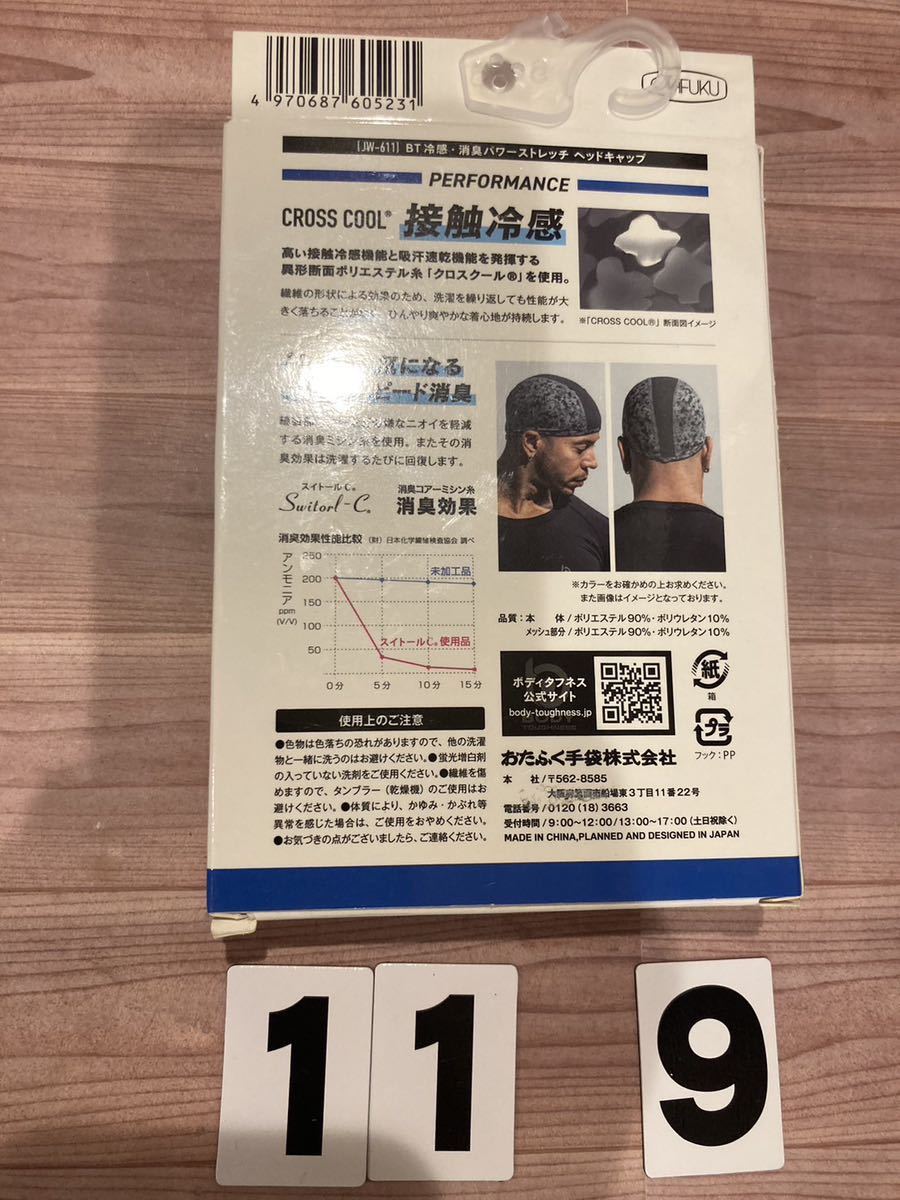 4 970687 605231
[JW-611] BT 冷感・消臭パワーストレッチ ヘッドキャップ
PERFORMANCE
CROSS COOL® 接触冷感
高い接触冷感機能と吸汗速乾機能を発揮する
異形断面ポリエステル糸「クロスクール®」を使用。
繊維の形状による効果のため、洗濯を繰り返しても性能が大
きく落ちること ひんやり爽やかな着心地が持続します。
※「CROSS COOL®」断面図イメージ
気になる
ピード消臭
嫌なニオイを軽減
する消臭ミシン糸を使用。またその消
臭効果は洗濯するたびに回復します。
スイトールC®
Switorl-C®
消臭コアーミシン糸
消臭効果
消臭効果性能比較 (財)日本化学繊維検査協会 調べ
アンモニア
ppm
(V/V)
250
200
150
100
50
未加工品
スイトールC®使用品
0分 5分 10分 15分
※カラーをお確かめの上お求めください。
また画像はイメージとなっております。
品質:本 体/ポリエステル90%・ポリウレタン10%
メッシュ部分/ポリエステル90%・ポリウレタン10%
ボディタフネス
公式サイト
body-toughness.jp
BODY
TOUGHNESS
紙
箱
プラ
フック:PP
使用上のご注意
●色物は色落ちの恐れがありますので、他の洗濯
物と一緒に洗うのはお避けください。●蛍光増白剤
の入っていない洗剤をご使用ください。●繊維を傷
めますので、タンブラー(乾燥機)のご使用はお
避けください。●体質により、かゆみ・かぶれ等
異常を感じた場合は、ご使用をおやめください。
●お気づきの点がございましたら、ご連絡ください。
おたふく手袋株式会社
本 社/〒562-8585
大阪府箕面市船場東3丁目11番22号
電話番号/0120(18)3663
受付時間/9:00~12:00/13:00~17:00(土日祝除く)
MADE IN CHINA,PLANNED AND DESIGNED IN JAPAN
1 1 9